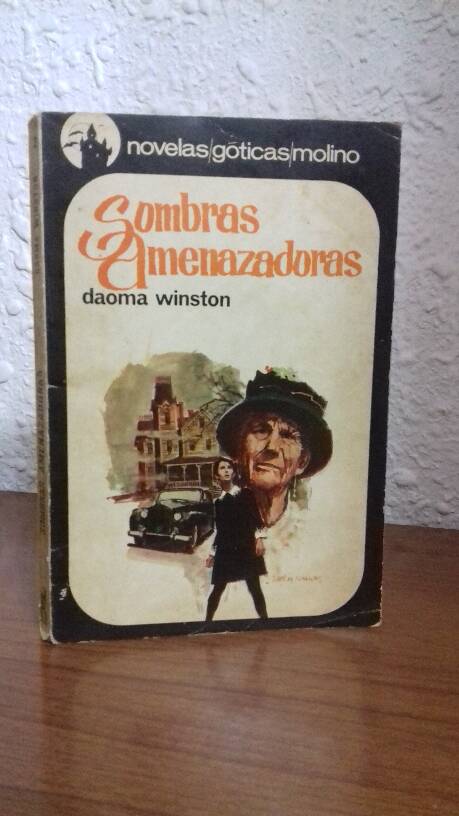 novelas/góticas/molino
Sombras
Amenazadoras
daoma winston